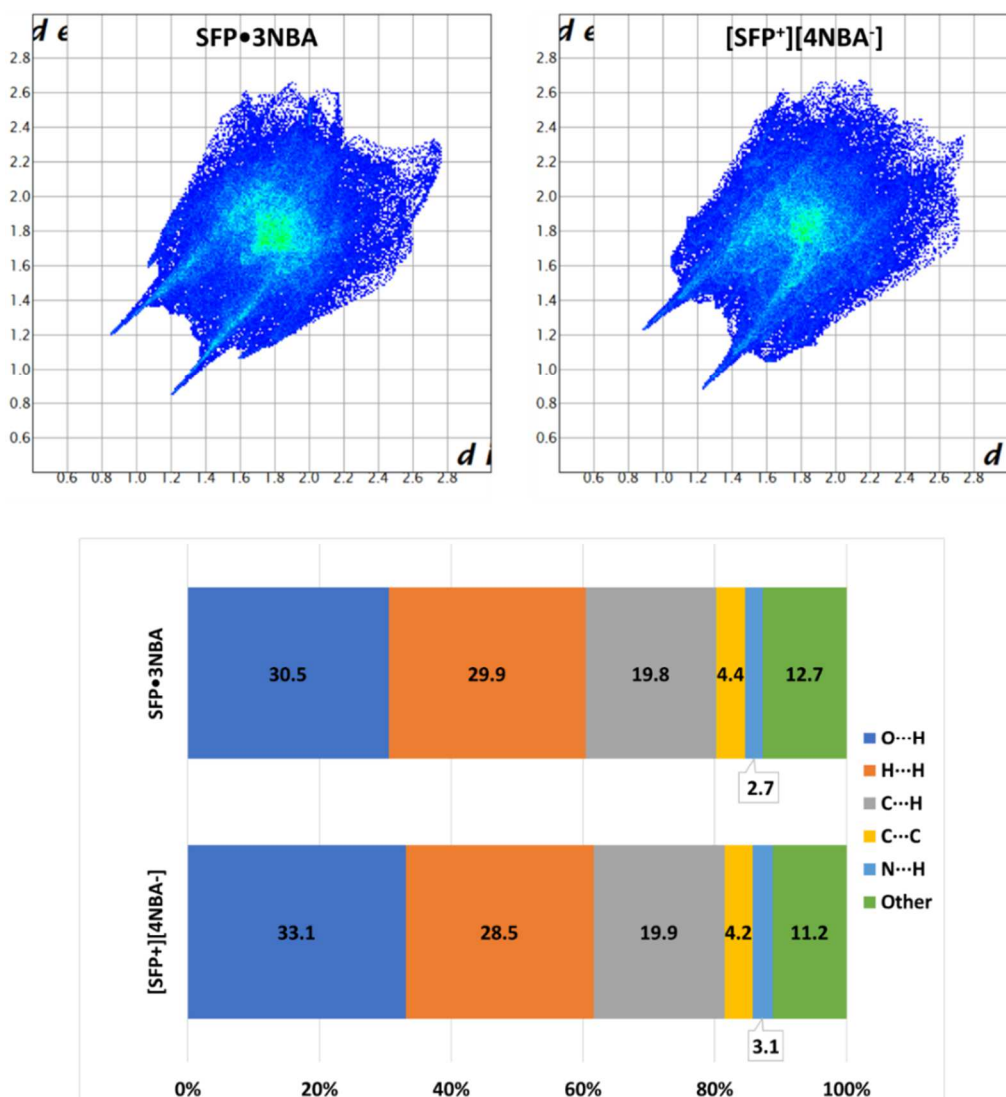 d e
SFP•3NBA
2.8
2.6
2.4
2.2
2.0
1.8
1.6
1.4
1.2
1.0
0.8
0.6
d i
0.6 0.8 1.0 1.2 1.4 1.6 1.8 2.0 2.2 2.4 2.6 2.8
d e
[SFP⁺][4NBA⁻]
2.8
2.6
2.4
2.2
2.0
1.8
1.6
1.4
1.2
1.0
0.8
0.6
d
0.6 0.8 1.0 1.2 1.4 1.6 1.8 2.0 2.2 2.4 2.6 2.8
SFP•3NBA
30.5 29.9 19.8 4.4 12.7
2.7
[SFP+][4NBA-]
33.1 28.5 19.9 4.2 11.2
3.1
0% 20% 40% 60% 80% 100%
O···H
H···H
C···H
C···C
N···H
Other